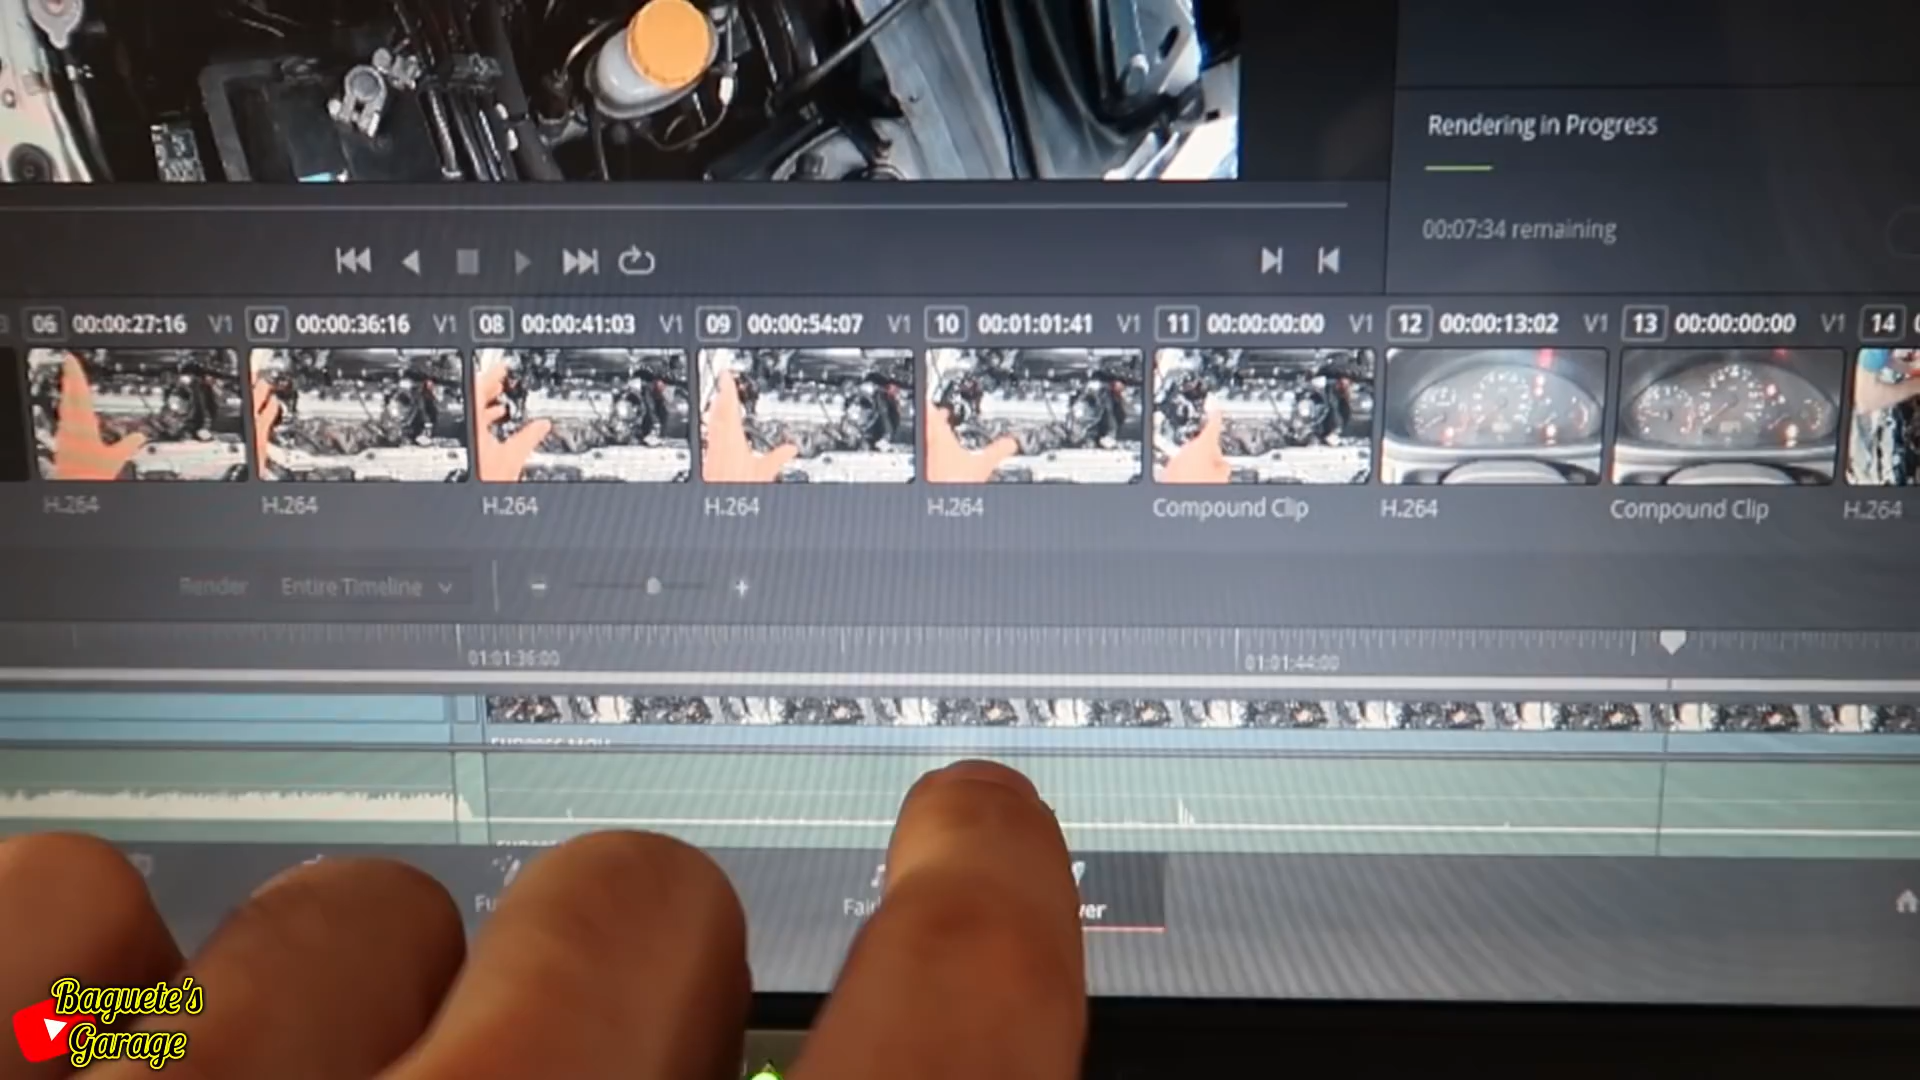 Rendering in Progress
00:07:34 remaining
06 00:00:27:16 V1 07 00:00:36:16 V1 08 00:00:41:03 V1 09 00:00:54:07 V1 10 00:01:01:41 V1 11 00:00:00:00 V1 12 00:00:13:02 V1 13 00:00:00:00 V1 14
H.264 H.264 H.264 H.264 H.264 Compound Clip H.264 Compound Clip H.264
Render Entire Timeline
01:01:36:00 01:01:44:00
Baguete's
Garage